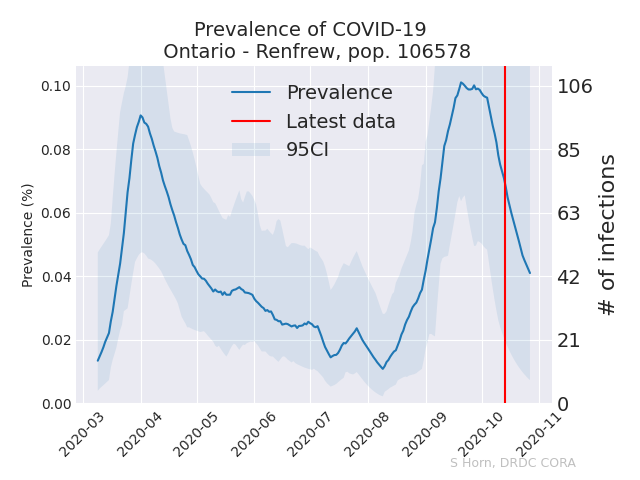 Prevalence of COVID-19
Ontario - Renfrew, pop. 106578
Prevalence
Latest data
95CI
Prevalence (%)
0.10
0.08
0.06
0.04
0.02
0.00
106
85
63
42
21
0
# of infections
2020-03
2020-04
2020-05
2020-06
2020-07
2020-08
2020-09
2020-10
2020-11
S Horn, DRDC CORA